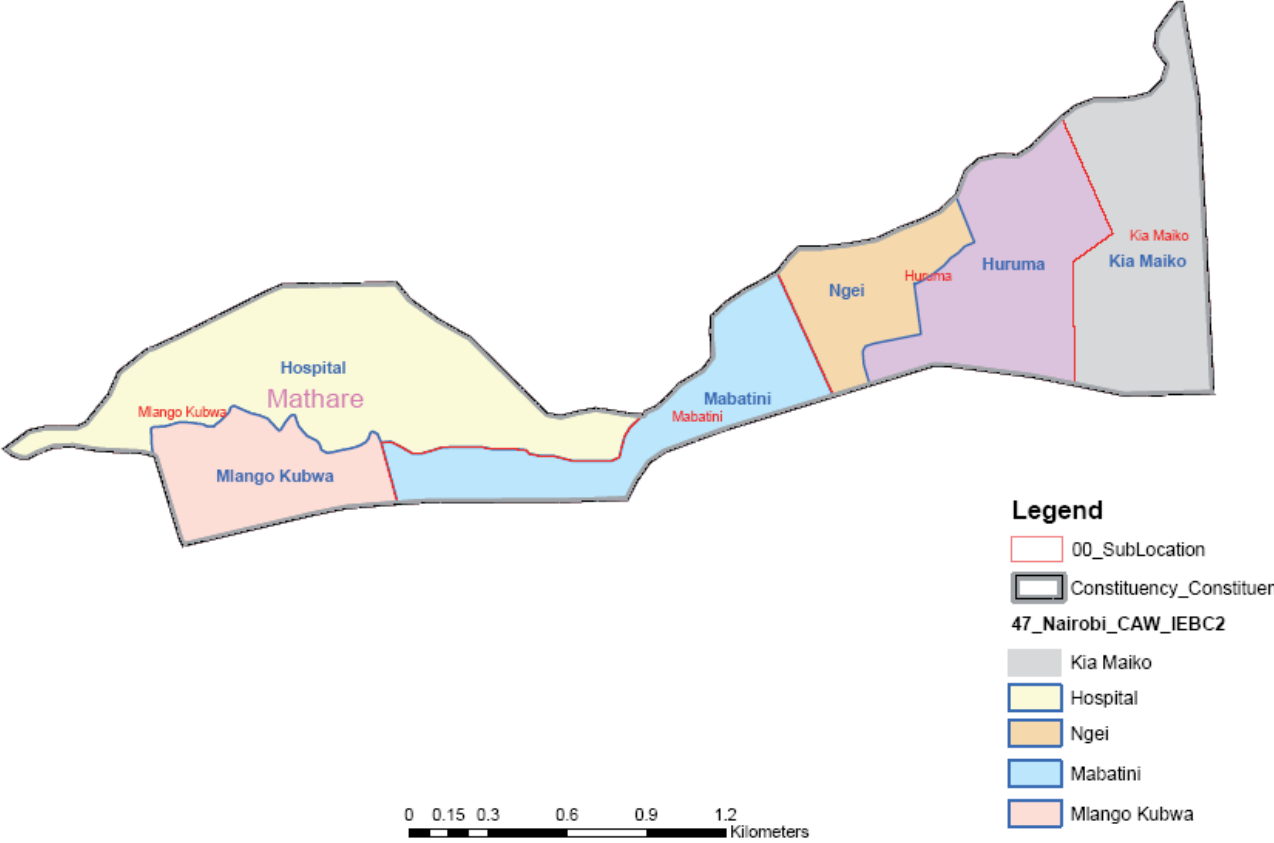 Kia Maiko
Kia Maiko
Huruma
Huruma
Ngei
Hospital
Mathare
Mabatini
Mabatini
Mlango Kubwa
Mlango Kubwa
Legend
00_SubLocation
Constituency_Constituen
47_Nairobi_CAW_IEBC2
Kia Maiko
Hospital
Ngei
Mabatini
Mlango Kubwa
0 0.15 0.3 0.6 0.9 1.2
Kilometers